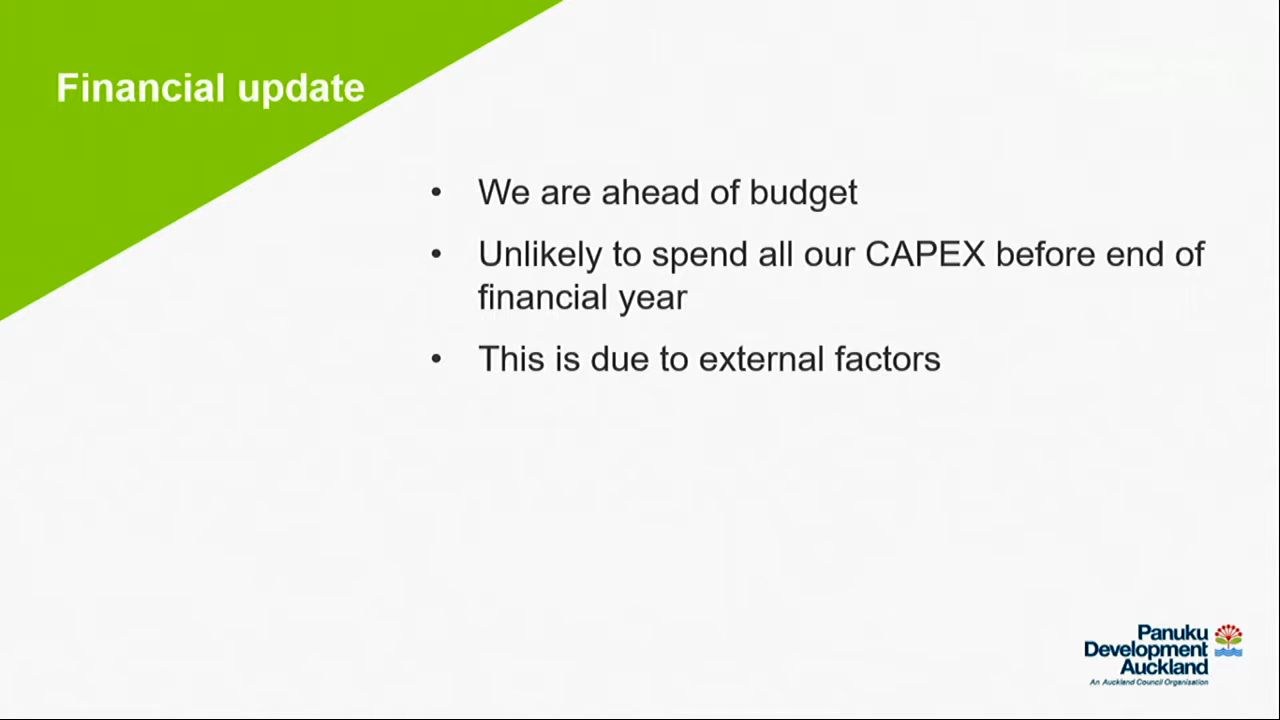 Financial update
• We are ahead of budget
• Unlikely to spend all our CAPEX before end of
financial year
• This is due to external factors
Panuku
Development
Auckland
An Auckland Council Organisation